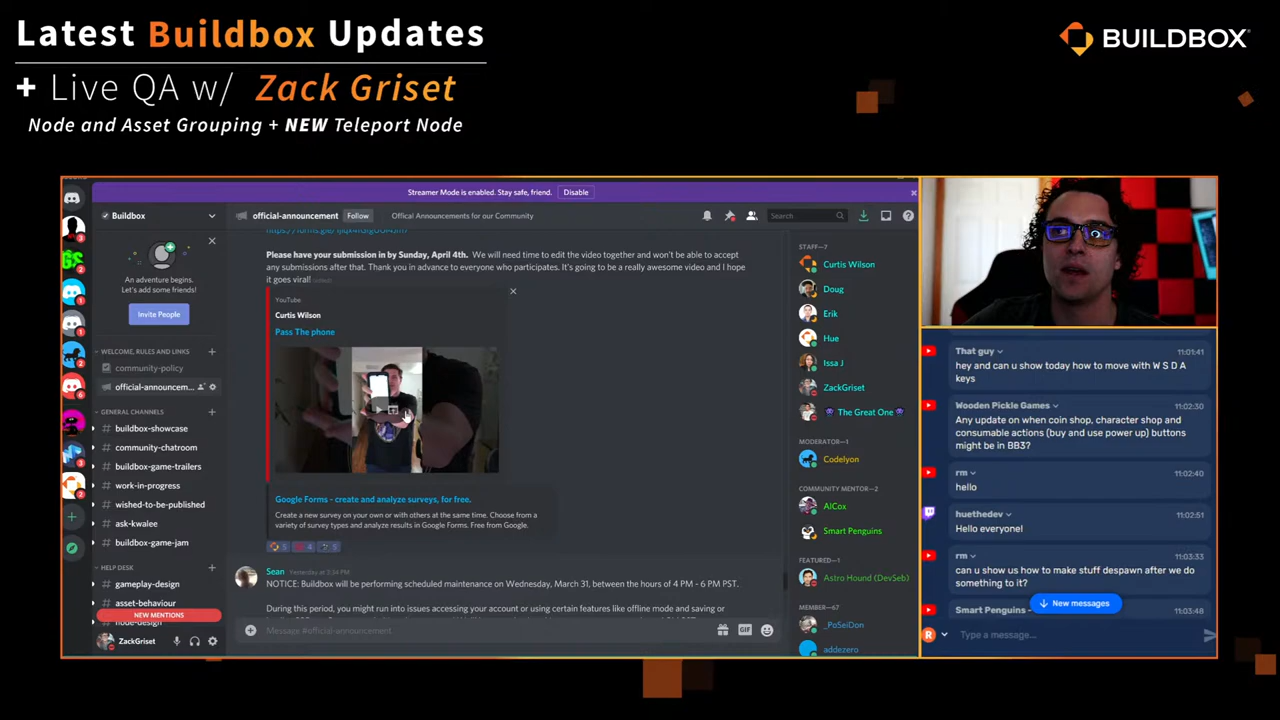 Latest Buildbox Updates
+ Live QA w/ Zack Griset
Node and Asset Grouping + NEW Teleport Node
BUILDBOX
Streamer Mode is enabled. Stay safe, friend.
Disable
Buildbox
official-announcement
Follow
Offical Announcements for our Community
Search
An adventure begins.
Let's add some friends!
Invite People
WELCOME, RULES AND LINKS
community-policy
official-announcem...
GENERAL CHANNELS
buildbox-showcase
community-chatroom
buildbox-game-trailers
work-in-progress
wished-to-be-published
ask-kwalee
buildbox-game-jam
HELP DESK
gameplay-design
asset-behaviour
NEW MENTIONS
ZackGriset
Please have your submission in by Sunday, April 4th. We will need time to edit the video together and won't be able to accept
any submissions after that. Thank you in advance to everyone who participates. It's going to be a really awesome video and I hope
it goes viral!
YouTube
Curtis Wilson
Pass The phone
Google Forms - create and analyze surveys, for free.
Create a new survey on your own or with others at the same time. Choose from a
variety of survey types and analyze results in Google Forms. Free from Google.
5
4
5
Sean Yesterday at 3:54 PM
NOTICE: Buildbox will be performing scheduled maintenance on Wednesday, March 31, between the hours of 4 PM - 6 PM PST.
During this period, you might run into issues accessing your account or using certain features like offline mode and saving or
Message #official-announcement
GIF
STAFF—7
Curtis Wilson
Doug
Erik
Hue
Issa J
ZackGriset
The Great One
MODERATOR—1
Codelyon
COMMUNITY MENTOR—2
AlCox
Smart Penguins
FEATURED—1
Astro Hound (DevSeb)
MEMBER—67
_PoSeiDon
addezero
That guy
11:01:41
hey and can u show today how to move with W S D A
keys
Wooden Pickle Games
11:02:30
Any update on when coin shop, character shop and
consumable actions (buy and use power up) buttons
might be in BB3?
rm
11:02:40
hello
huethedev
11:02:51
Hello everyone!
rm
11:03:33
can u show us how to make stuff despawn after we do
something to it?
New messages
Smart Penguins
11:03:48
R
Type a message...